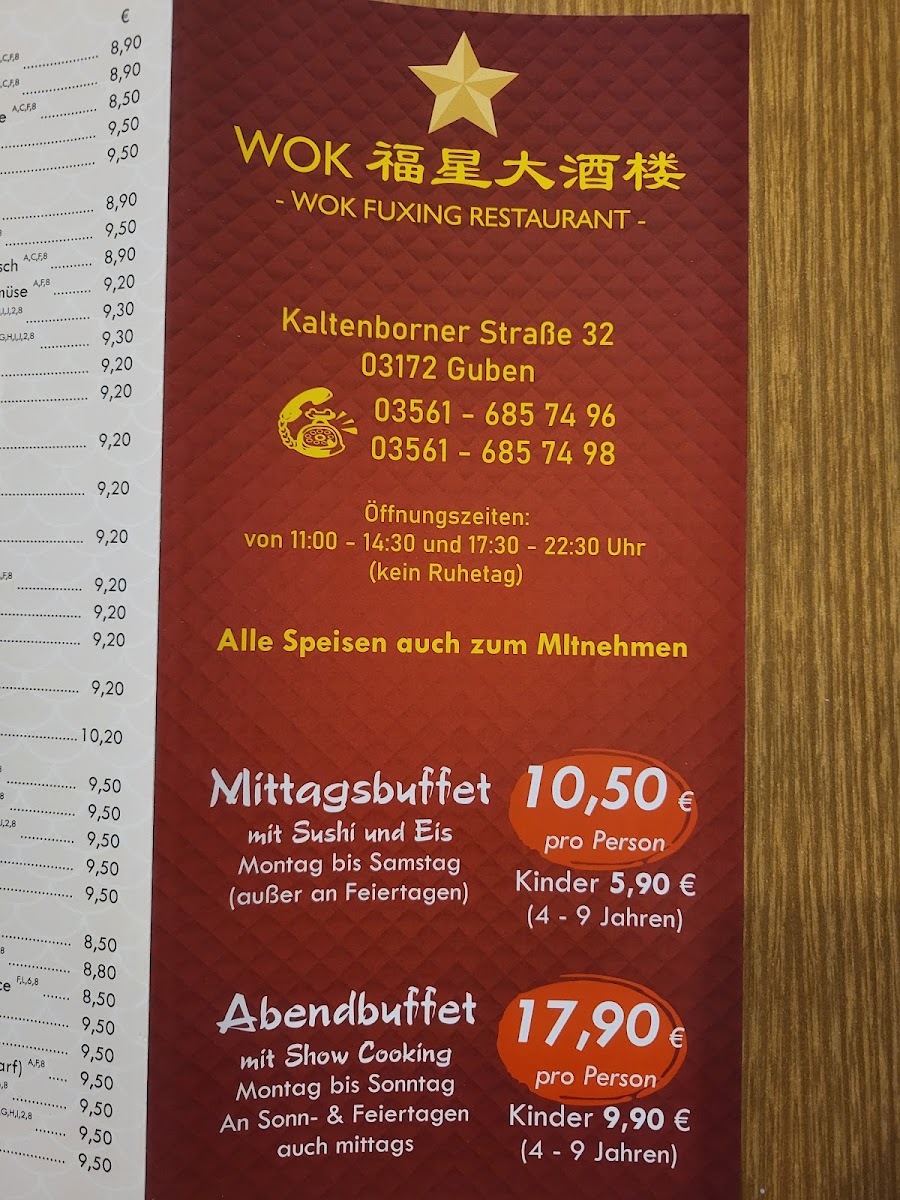 €
A,C,F,8 8,90
A,C,F,8 8,90
A,C,F,8 8,50
9,50
9,50
8,90
9,50
A,C,F,8 8,90
A,F,8 9,20
9,30
9,30
9,20
9,20
9,20
9,20
9,20
9,20
9,20
9,20
9,20
10,20
9,50
9,50
9,50
9,50
9,50
8,50
8,80
F,L,6,8 8,50
9,50
9,50
A,F,8 9,50
9,50
9,50
9,50
WOK 福星大酒楼
- WOK FUXING RESTAURANT -
Kaltenborner Straße 32
03172 Guben
03561 - 685 74 96
03561 - 685 74 98
Öffnungszeiten:
von 11:00 - 14:30 und 17:30 - 22:30 Uhr
(kein Ruhetag)
Alle Speisen auch zum MItnehmen
Mittagsbuffet
mit Sushi und Eis
Montag bis Samstag
(außer an Feiertagen)
10,50 €
pro Person
Kinder 5,90 €
(4 - 9 Jahren)
Abendbuffet
mit Show Cooking
Montag bis Sonntag
An Sonn- & Feiertagen
auch mittags
17,90 €
pro Person
Kinder 9,90 €
(4 - 9 Jahren)